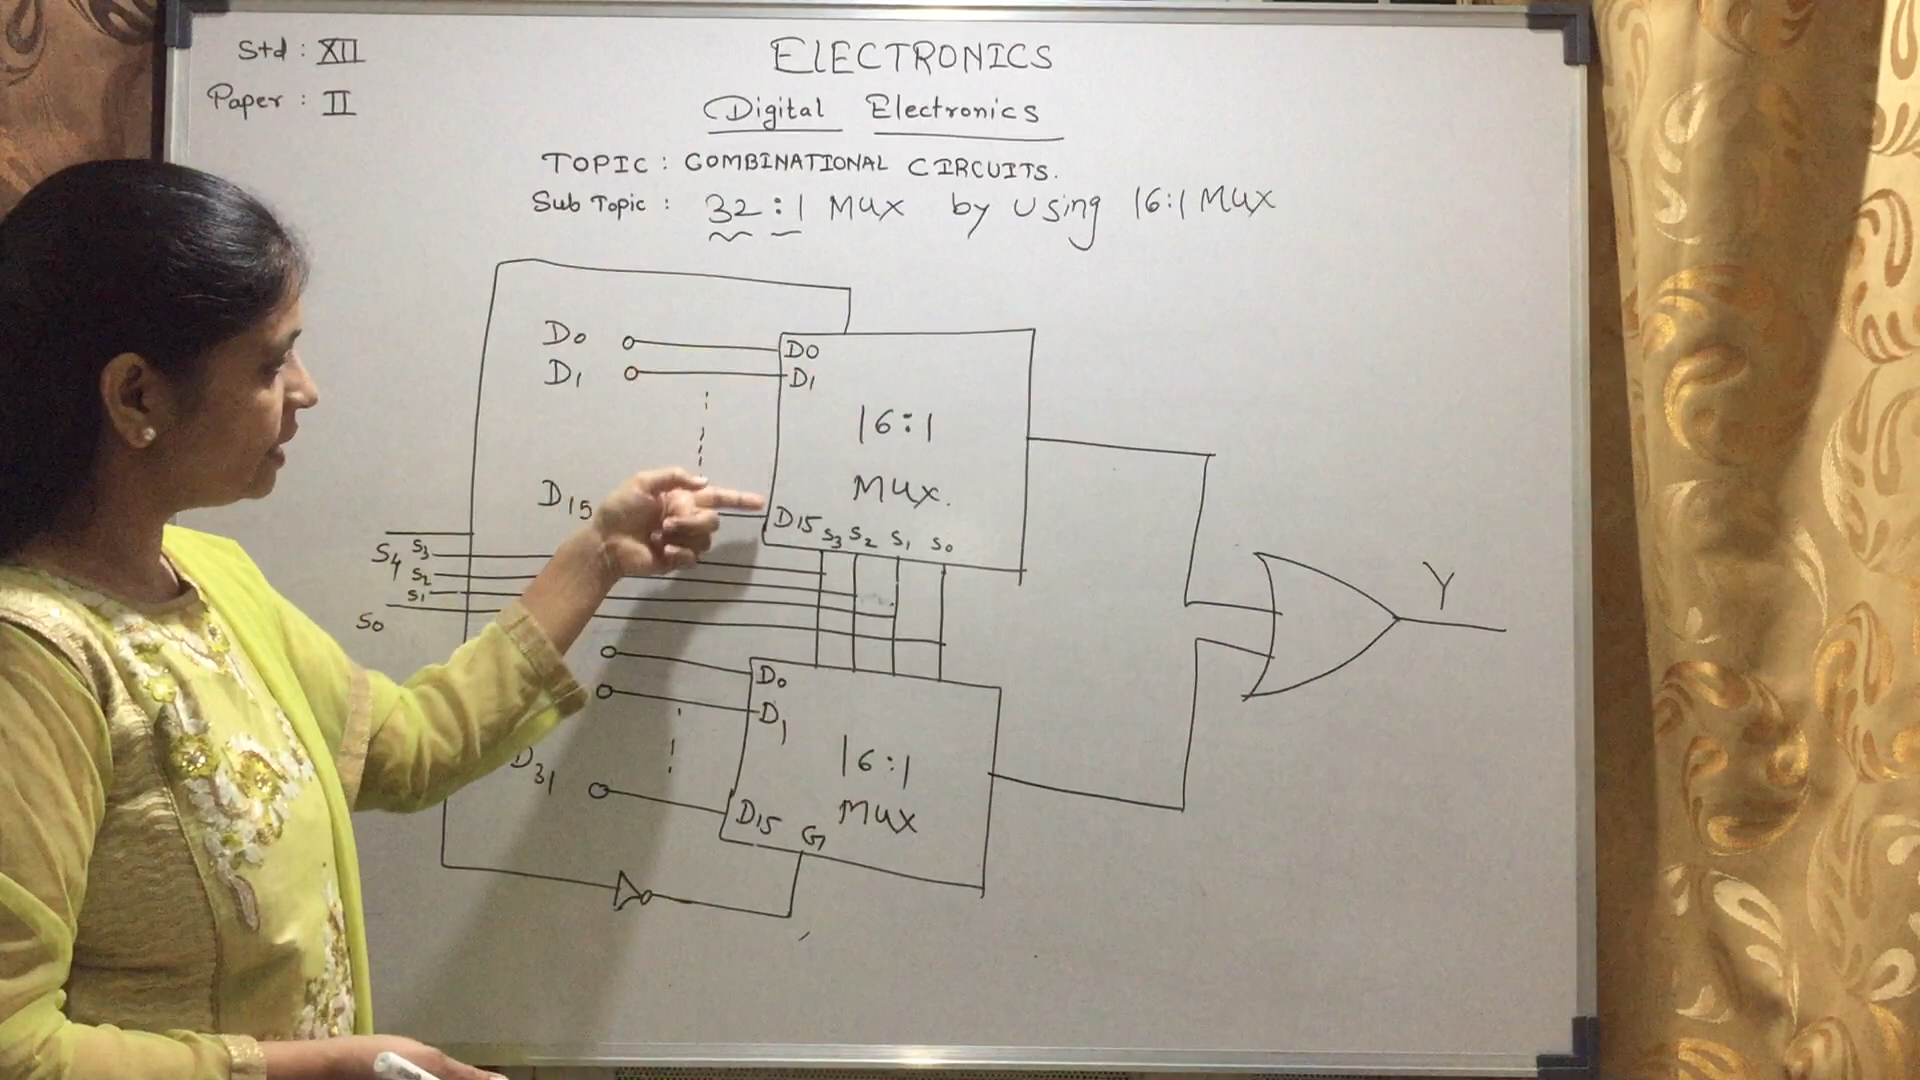 Std : XII
Paper : II
ELECTRONICS
Digital Electronics
TOPIC : COMBINATIONAL CIRCUITS.
Sub Topic : 32 : 1 Mux by Using 16:1 Mux
D0
D1
D15
D0
D1
16:1
Mux.
D15 S3 S2 S1 S0
S4
S3
S2
S1
S0
D31
D0
D1
16:1
Mux
D15 G
Y